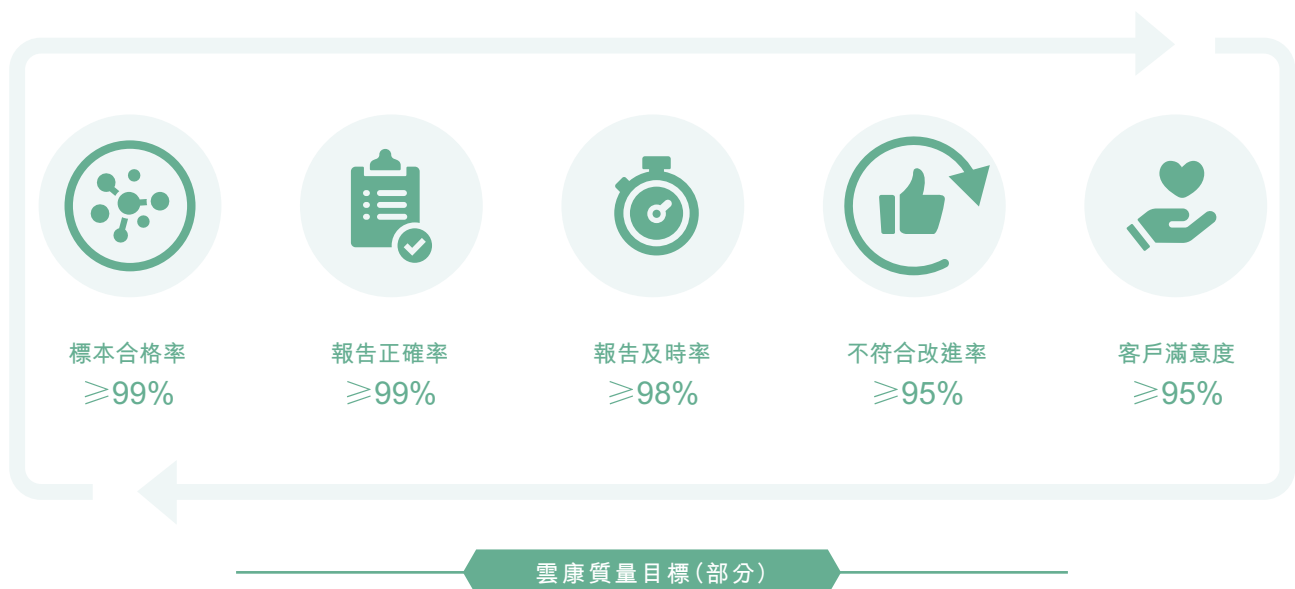 標本合格率
⩾99%
報告正確率
⩾99%
報告及時率
⩾98%
不符合改進率
⩾95%
客戶滿意度
⩾95%
雲康質量目標(部分)